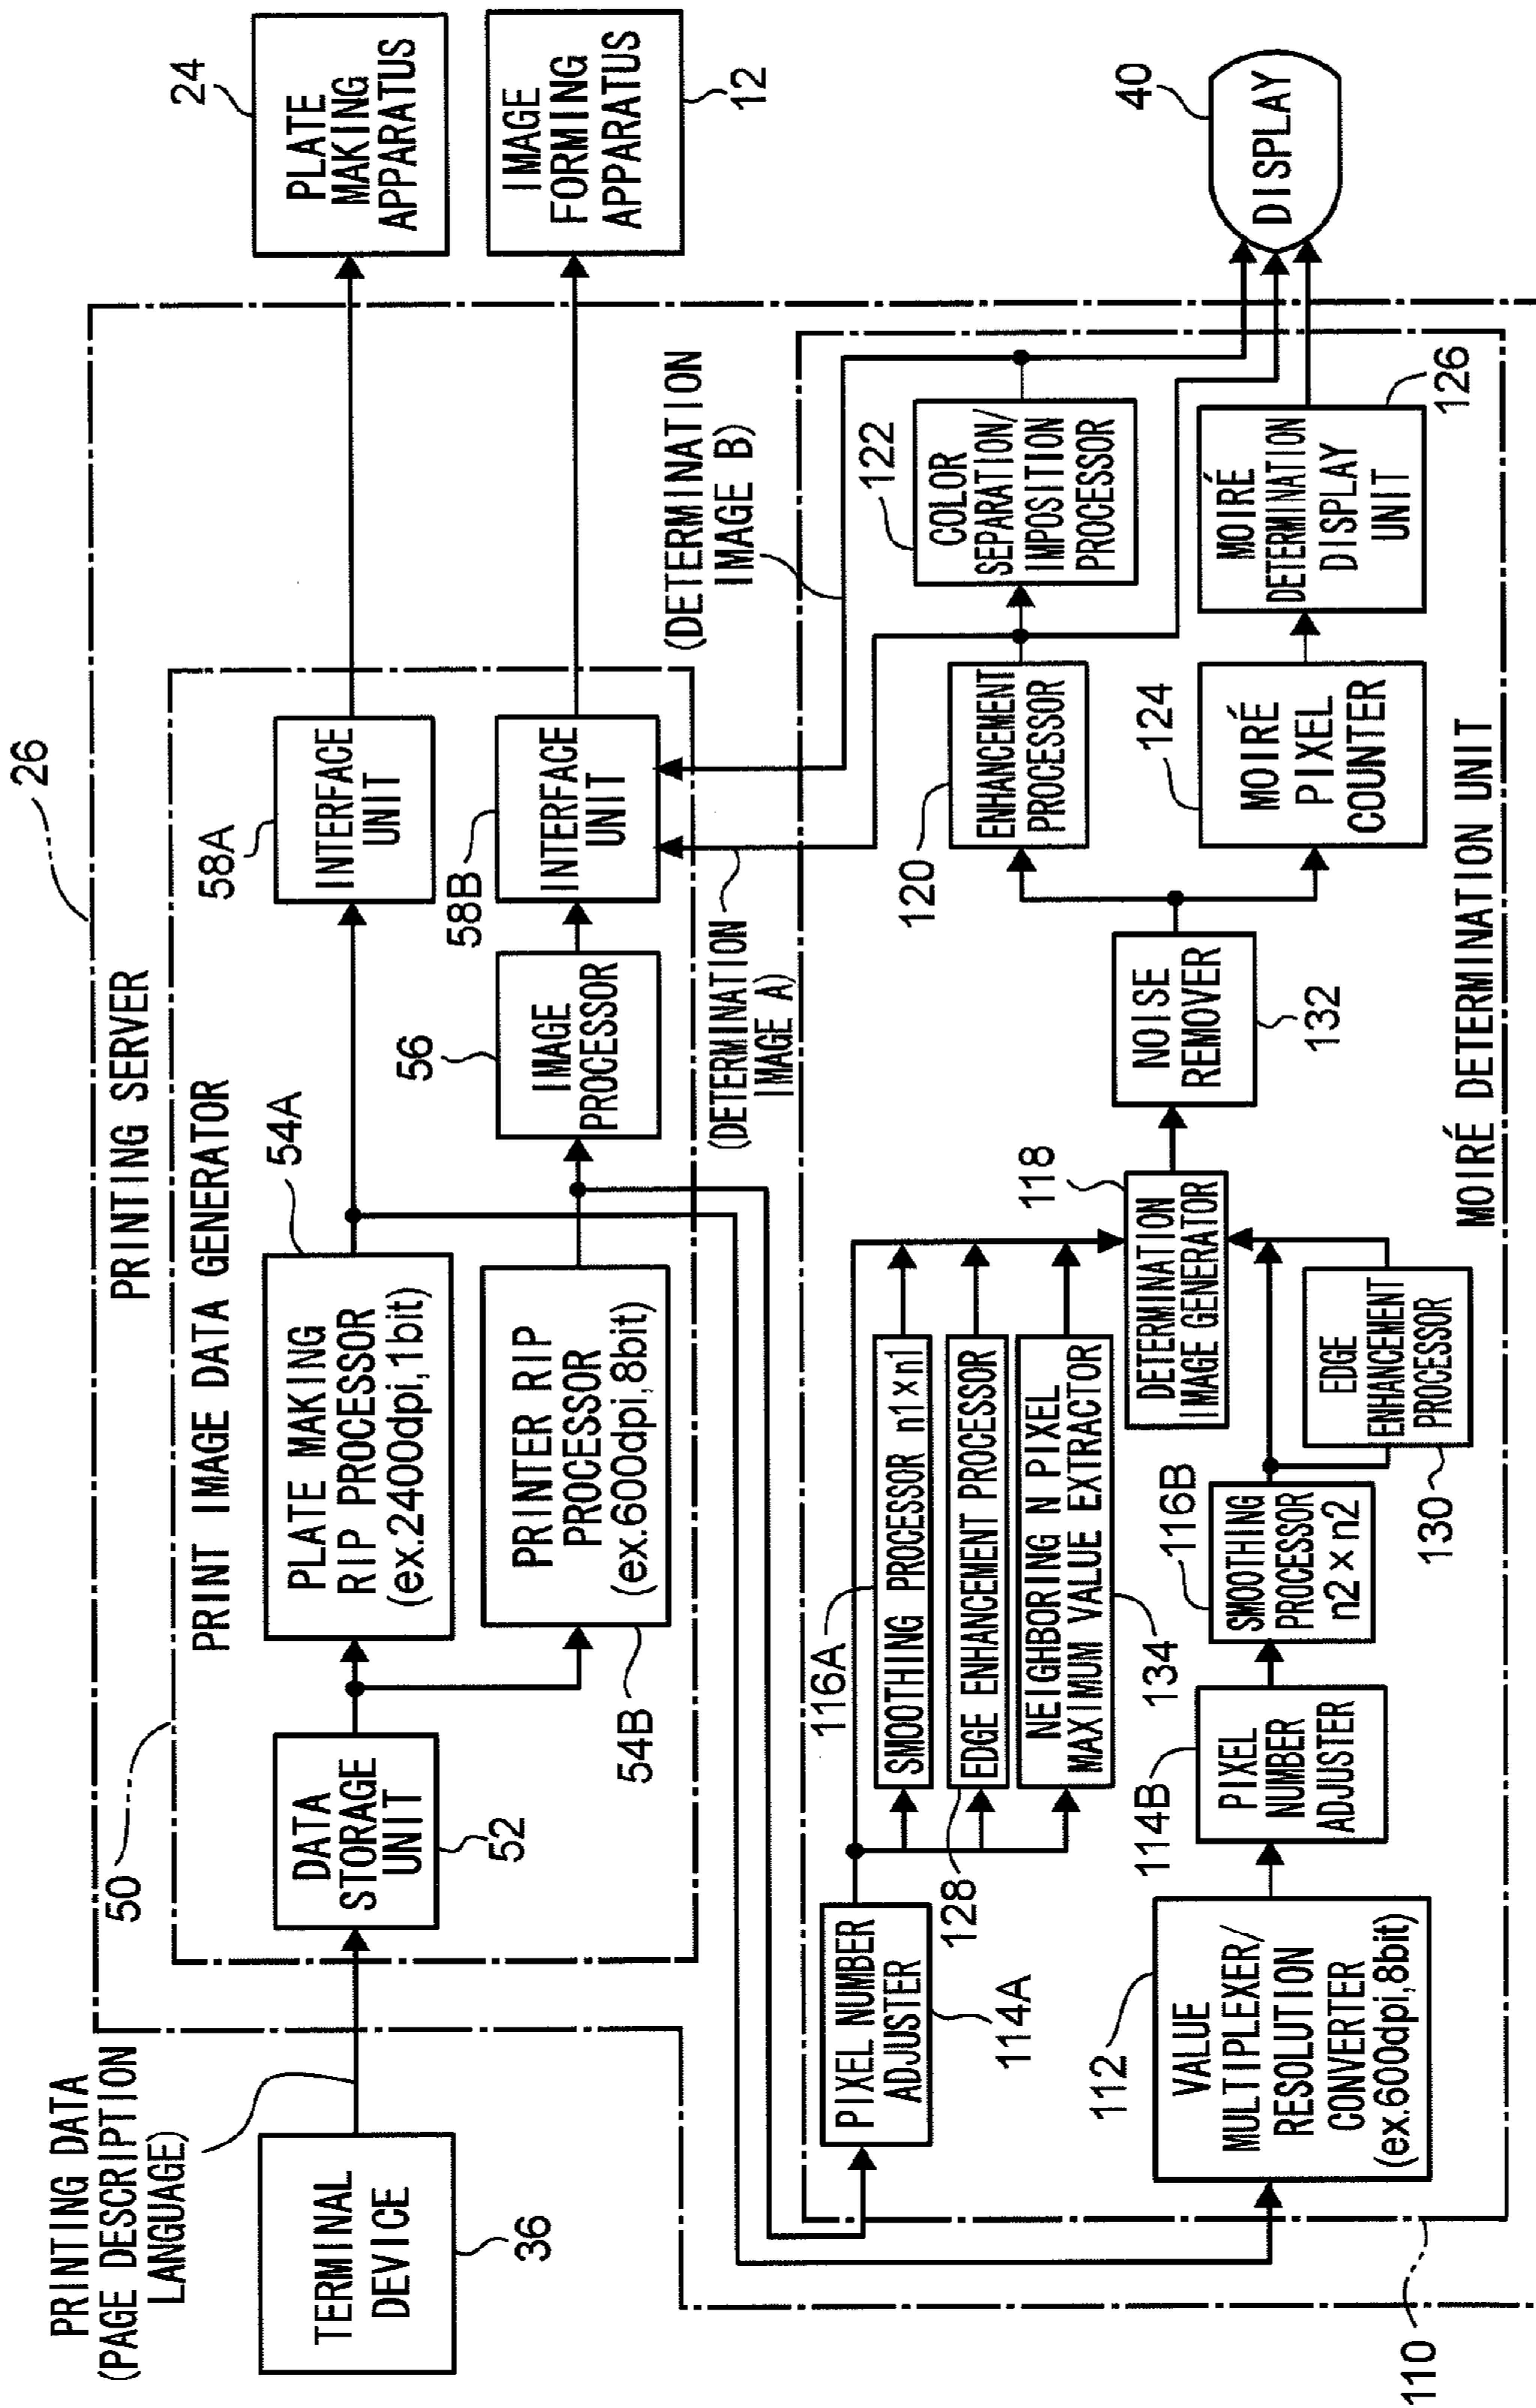 PRINTING DATA
(PAGE DESCRIPTION
LANGUAGE)
TERMINAL
DEVICE
36
PRINTING SERVER
26
50
PRINT IMAGE DATA GENERATOR
DATA
STORAGE
UNIT
52
54A
PLATE MAKING
RIP PROCESSOR
(ex.2400dpi,1bit)
PRINTER RIP
PROCESSOR
(ex.600dpi,8bit)
54B
56
IMAGE
PROCESSOR
58A
INTERFACE
UNIT
58B
INTERFACE
UNIT
24
PLATE
MAKING
APPARATUS
IMAGE
FORMING
APPARATUS
12
(DETERMINATION
IMAGE A)
(DETERMINATION
IMAGE B)
PIXEL NUMBER
ADJUSTER
114A
116A
SMOOTHING PROCESSOR n1×n1
128
EDGE ENHANCEMENT PROCESSOR
NEIGHBORING N PIXEL
MAXIMUM VALUE EXTRACTOR
134
112
VALUE
MULTIPLEXER/
RESOLUTION
CONVERTER
(ex.600dpi,8bit)
114B
PIXEL
NUMBER
ADJUSTER
116B
SMOOTHING
PROCESSOR
n2×n2
EDGE
ENHANCEMENT
PROCESSOR
130
118
DETERMINATION
IMAGE GENERATOR
NOISE
REMOVER
132
120
ENHANCEMENT
PROCESSOR
122
COLOR
SEPARATION/
IMPOSITION
PROCESSOR
124
MOIRÉ
PIXEL
COUNTER
MOIRÉ
DETERMINATION
DISPLAY
UNIT
126
40
DISPLAY
MOIRÉ DETERMINATION UNIT
110